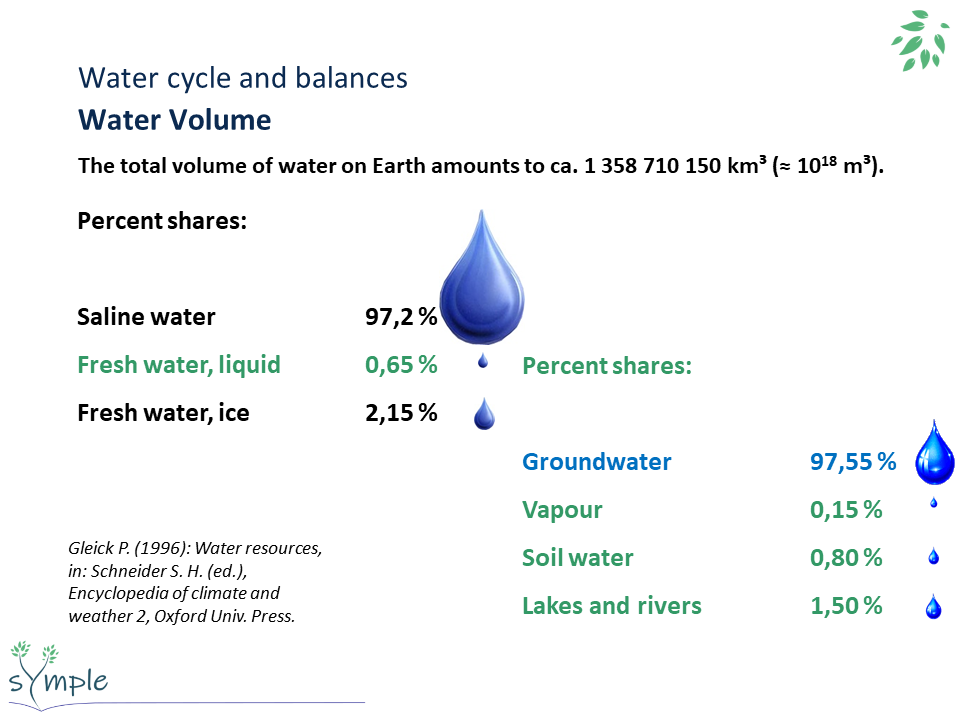 Water cycle and balances
Water Volume
The total volume of water on Earth amounts to ca. 1 358 710 150 km³ (≈ 10¹⁸ m³).
Percent shares:
Saline water 97,2 %
Fresh water, liquid 0,65 %
Fresh water, ice 2,15 %
Percent shares:
Groundwater 97,55 %
Vapour 0,15 %
Soil water 0,80 %
Lakes and rivers 1,50 %
Gleick P. (1996): Water resources,
in: Schneider S. H. (ed.),
Encyclopedia of climate and
weather 2, Oxford Univ. Press.
sYmple